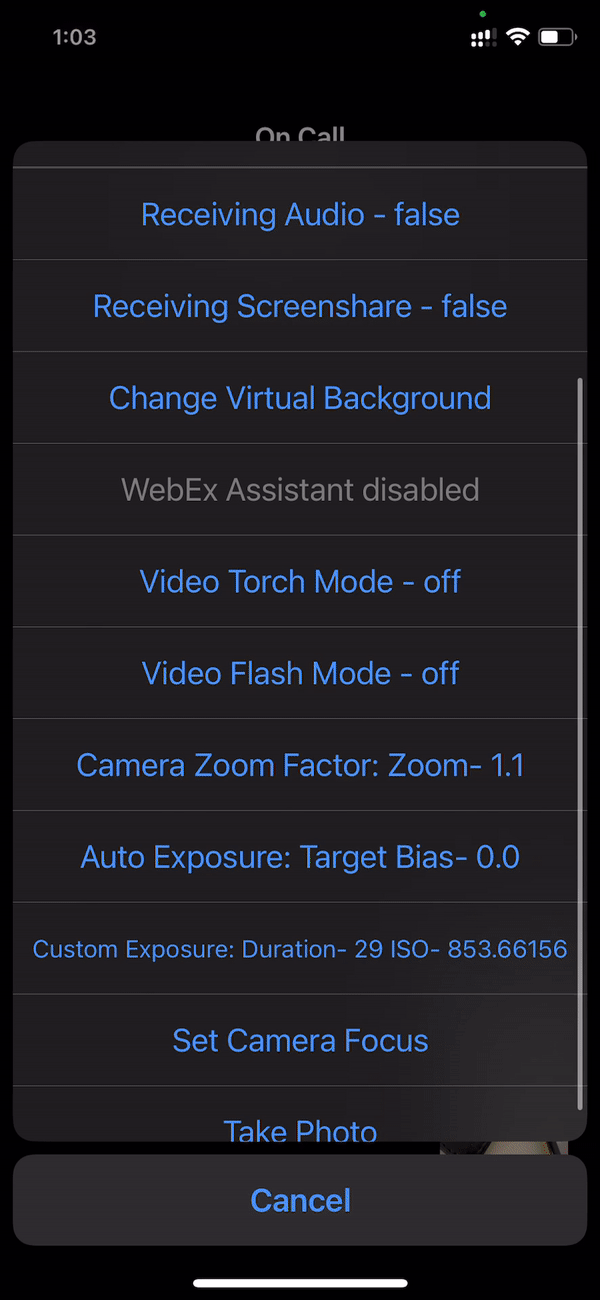 1:03
On Call
Receiving Audio - false
Receiving Screenshare - false
Change Virtual Background
WebEx Assistant disabled
Video Torch Mode - off
Video Flash Mode - off
Camera Zoom Factor: Zoom- 1.1
Auto Exposure: Target Bias- 0.0
Custom Exposure: Duration- 29 ISO- 853.66156
Set Camera Focus
Take Photo
Cancel